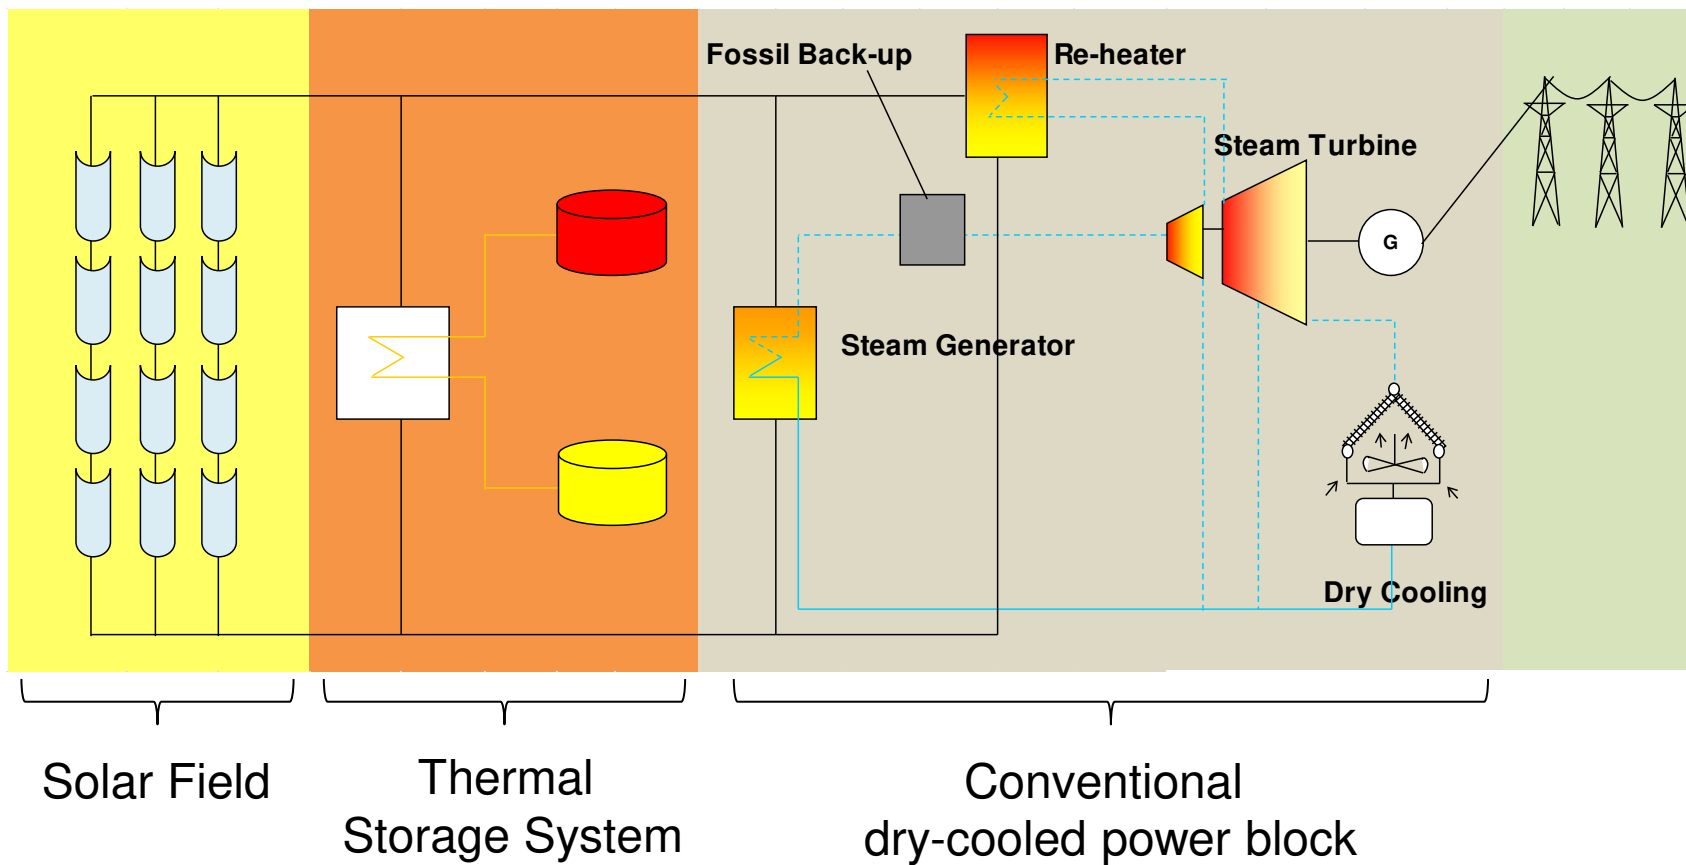 Fossil Back-up
Re-heater
Steam Turbine
G
Steam Generator
Dry Cooling
Solar Field
Thermal
Storage System
Conventional
dry-cooled power block